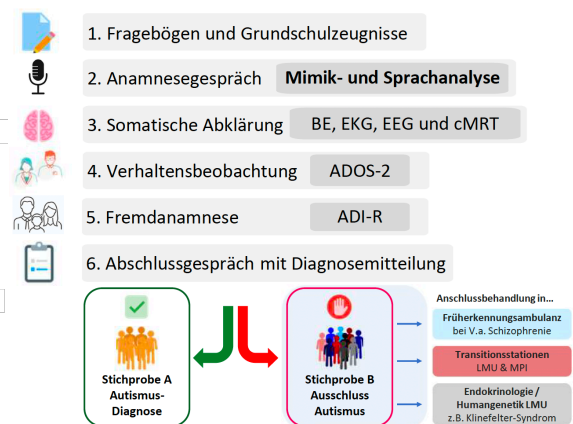 1. Fragebögen und Grundschulzeugnisse
2. Anamnesegespräch Mimik- und Sprachanalyse
3. Somatische Abklärung BE, EKG, EEG und cMRT
4. Verhaltensbeobachtung ADOS-2
5. Fremdanamnese ADI-R
6. Abschlussgespräch mit Diagnosemitteilung
Stichprobe A
Autismus-
Diagnose
Stichprobe B
Ausschluss
Autismus
Anschlussbehandlung in...
Früherkennungsambulanz
bei V.a. Schizophrenie
Transitionsstationen
LMU & MPI
Endokrinologie /
Humangenetik LMU
z.B. Klinefelter-Syndrom